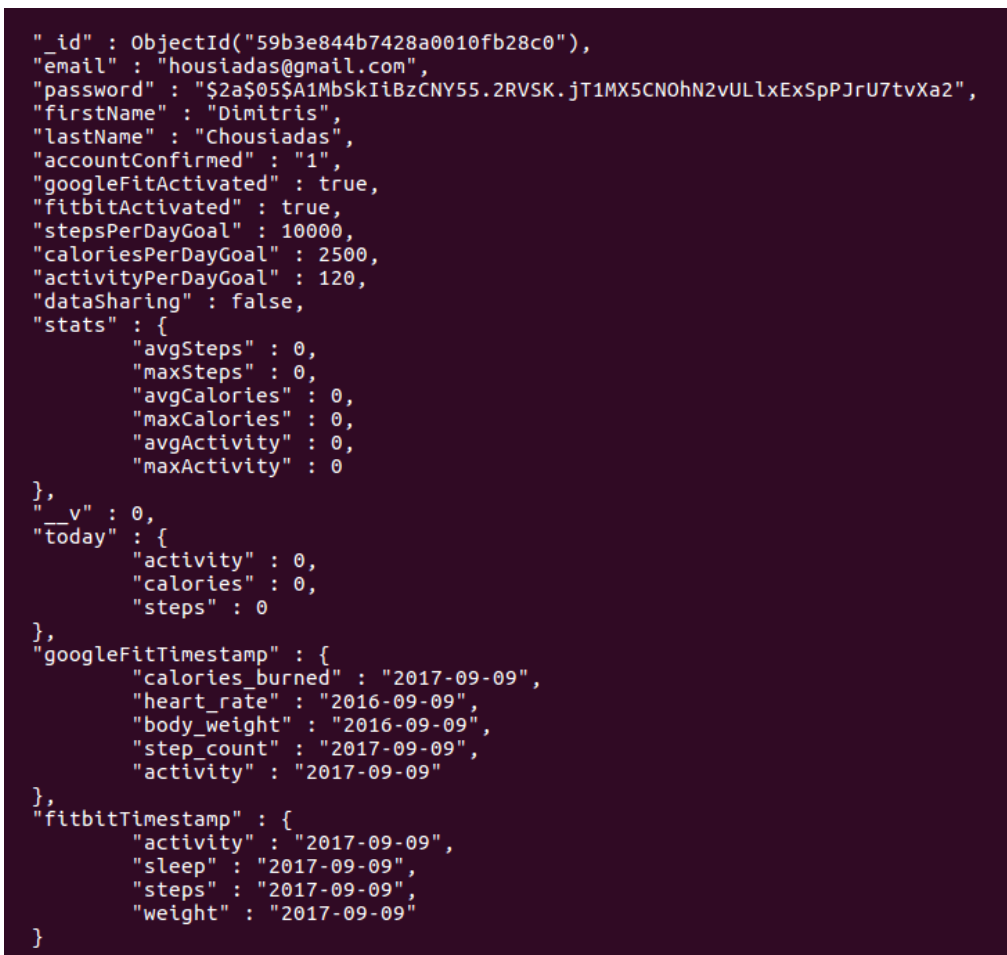 "_id" : ObjectId("59b3e844b7428a0010fb28c0"),
"email" : "housiadas@gmail.com",
"password" : "$2a$05$A1MbSkIiBzCNY55.2RVSK.jT1MX5CNOhN2vULlxExSpPJrU7tvXa2",
"firstName" : "Dimitris",
"lastName" : "Chousiadas",
"accountConfirmed" : "1",
"googleFitActivated" : true,
"fitbitActivated" : true,
"stepsPerDayGoal" : 10000,
"caloriesPerDayGoal" : 2500,
"activityPerDayGoal" : 120,
"dataSharing" : false,
"stats" : {
"avgSteps" : 0,
"maxSteps" : 0,
"avgCalories" : 0,
"maxCalories" : 0,
"avgActivity" : 0,
"maxActivity" : 0
},
"__v" : 0,
"today" : {
"activity" : 0,
"calories" : 0,
"steps" : 0
},
"googleFitTimestamp" : {
"calories_burned" : "2017-09-09",
"heart_rate" : "2016-09-09",
"body_weight" : "2016-09-09",
"step_count" : "2017-09-09",
"activity" : "2017-09-09"
},
"fitbitTimestamp" : {
"activity" : "2017-09-09",
"sleep" : "2017-09-09",
"steps" : "2017-09-09",
"weight" : "2017-09-09"
}